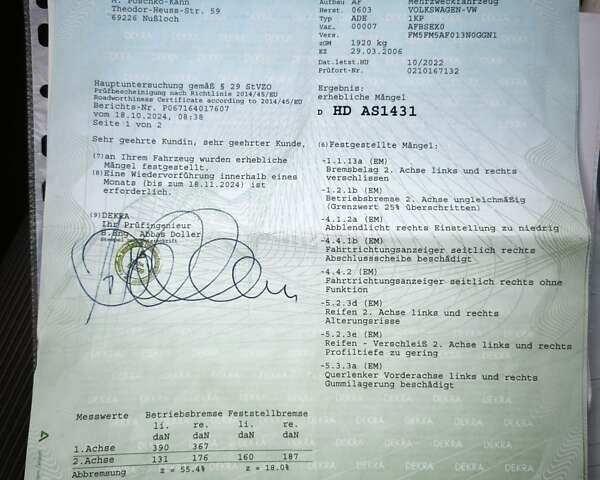 A. Poschko-Kann
Theodor-Heuss-Str. 59
69226 Nußloch
Aufbau AF Mehrzweckfahrzeug
Herst. 0603 VOLKSWAGEN-VW
Typ ADE 1KP
Var. 00007 AFBSEX0
Vers. FM5FM5AF013N0GGN1
zGM 1920 kg
EZ 29.03.2006
Dat.letzt.HU 10/2022
Prüfort-Nr. 0210167132
Hauptuntersuchung gemäß § 29 StVZO
Prüfbescheinigung nach Richtlinie 2014/45/EU
Roadworthiness Certificate according to 2014/45/EU
Berichts-Nr. P067164017607
vom 18.10.2024, 08:38
Seite 1 von 2
Ergebnis:
erhebliche Mängel
D HD AS1431
Sehr geehrte Kundin, sehr geehrter Kunde,
(7) an Ihrem Fahrzeug wurden erhebliche
Mängel festgestellt.
(8) Eine Wiedervorführung innerhalb eines
Monats (bis zum 18.11.2024) ist
erforderlich.
(9) DEKRA
Ihr Prüfingenieur
B.Eng. Abbas Doller
(6) Festgestellte Mängel:
-1.1.13a (EM)
Bremsbelag 2. Achse links und rechts
verschlissen
-1.2.1b (EM)
Betriebsbremse 2. Achse ungleichmäßig
(Grenzwert 25% überschritten)
-4.1.2a (EM)
Abblendlicht rechts Einstellung zu niedrig
-4.4.1b (EM)
Fahrtrichtungsanzeiger seitlich rechts
Abschlussscheibe beschädigt
-4.4.2 (EM)
Fahrtrichtungsanzeiger seitlich rechts ohne
Funktion
-5.2.3d (EM)
Reifen 2. Achse links und rechts
Alterungsrisse
-5.2.3e (EM)
Reifen - Verschleiß 2. Achse links und rechts
Profiltiefe zu gering
-5.3.3a (EM)
Querlenker Vorderachse links und rechts
Gummilagerung beschädigt
Messwerte Betriebsbremse Feststellbremse
li. re. li. re.
daN daN daN daN
1.Achse 390 367
2.Achse 131 176 160 187
Abbremsung z = 55.4% z = 18.0%